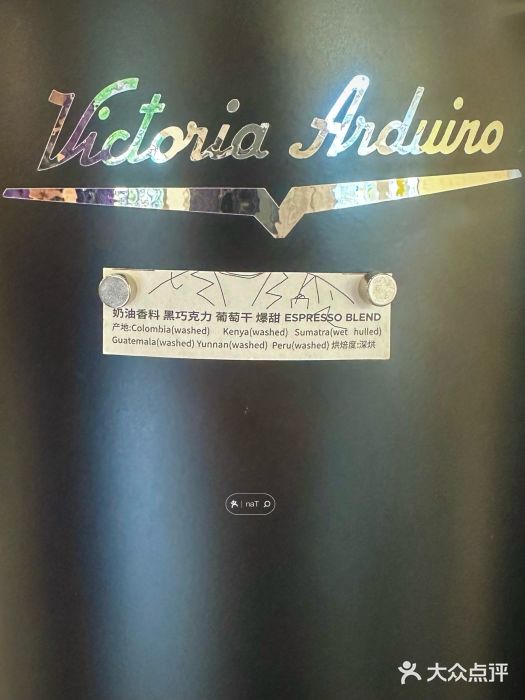 Victoria Arduino
奶油香料 黑巧克力 葡萄干 爆甜 ESPRESSO BLEND
产地:Colombia(washed) Kenya(washed) Sumatra(wet hulled)
Guatemala(washed) Yunnan(washed) Peru(washed) 烘焙度:深烘
naT
大众点评